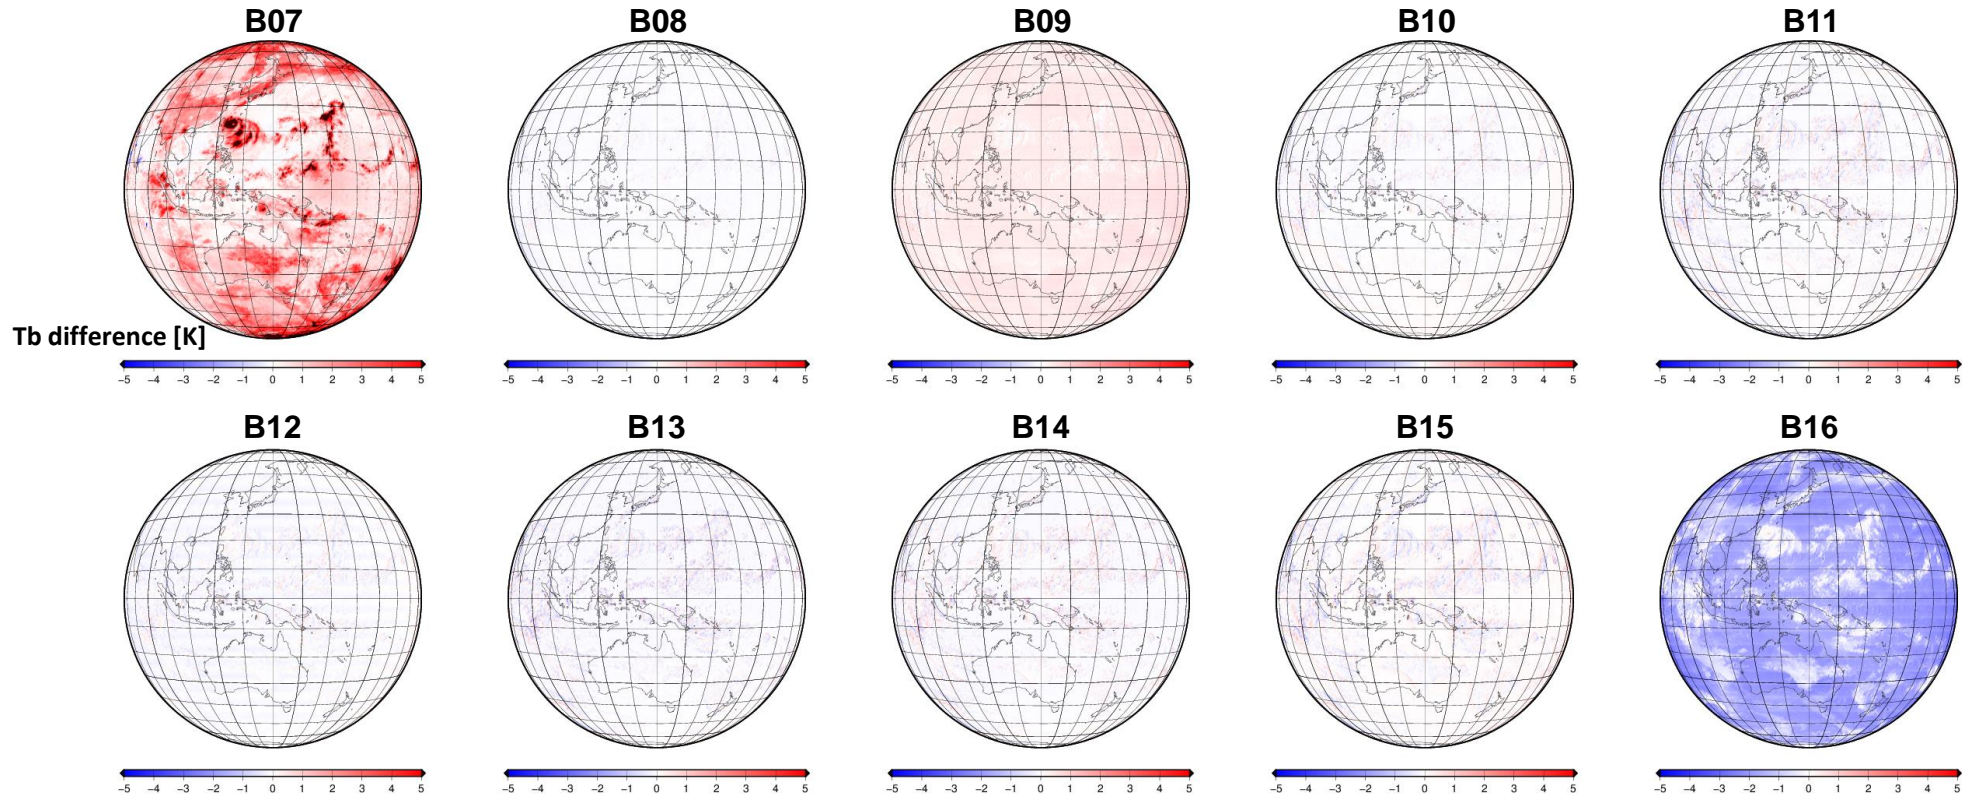 B07 B08 B09 B10 B11
Tb difference [K]
−5 −4 −3 −2 −1 0 1 2 3 4 5 −5 −4 −3 −2 −1 0 1 2 3 4 5 −5 −4 −3 −2 −1 0 1 2 3 4 5 −5 −4 −3 −2 −1 0 1 2 3 4 5 −5 −4 −3 −2 −1 0 1 2 3 4 5
B12 B13 B14 B15 B16
−5 −4 −3 −2 −1 0 1 2 3 4 5 −5 −4 −3 −2 −1 0 1 2 3 4 5 −5 −4 −3 −2 −1 0 1 2 3 4 5 −5 −4 −3 −2 −1 0 1 2 3 4 5 −5 −4 −3 −2 −1 0 1 2 3 4 5